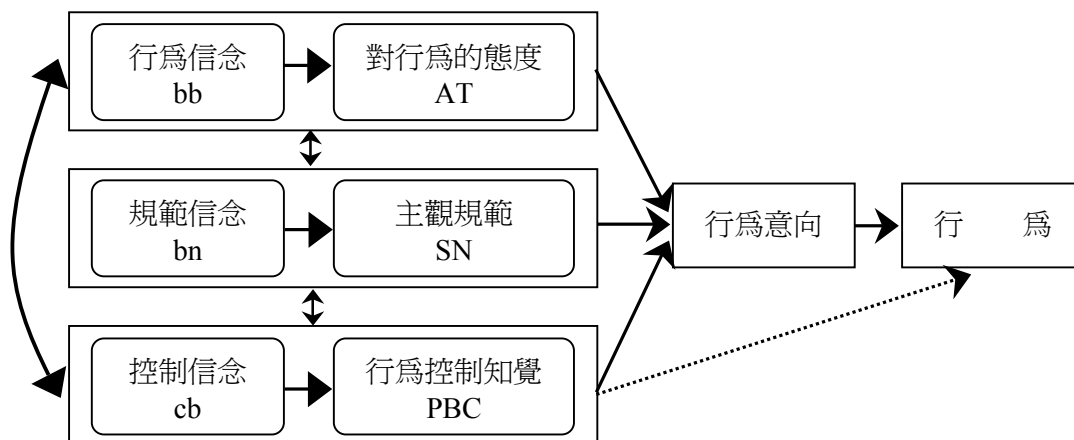 行爲信念
bb
對行爲的態度
AT
規範信念
bn
主觀規範
SN
行爲意向
行 爲
控制信念
cb
行爲控制知覺
PBC